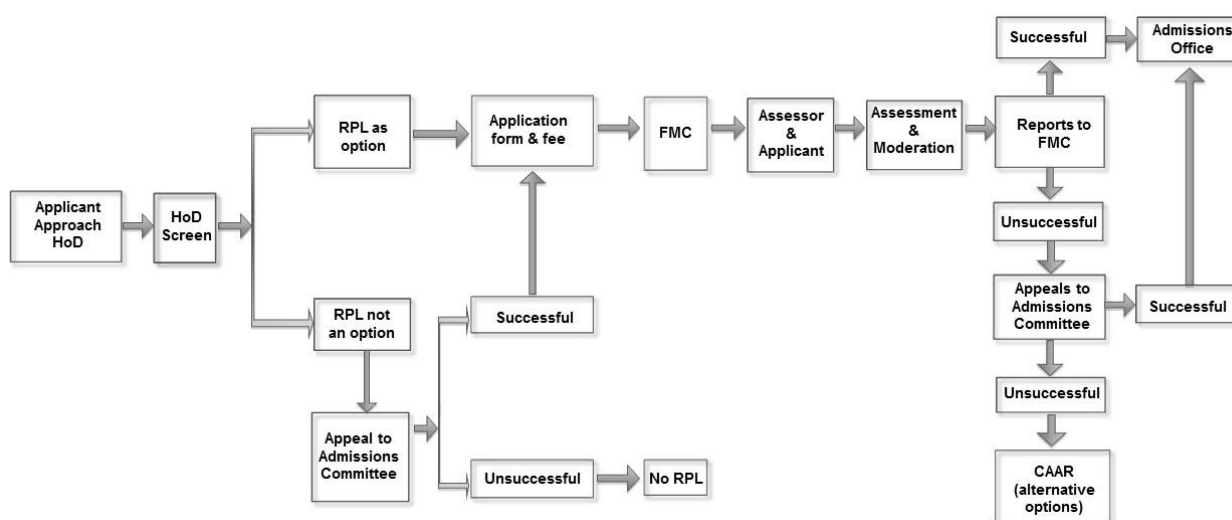 Successful
Admissions
Office
RPL as
option
Application
form & fee
FMC
Assessor
&
Applicant
Assessment
&
Moderation
Reports to
FMC
Applicant
Approach
HoD
HoD
Screen
Unsuccessful
RPL not
an option
Successful
Appeals to
Admissions
Committee
Successful
Unsuccessful
Appeal to
Admissions
Committee
Unsuccessful
No RPL
CAAR
(alternative
options)